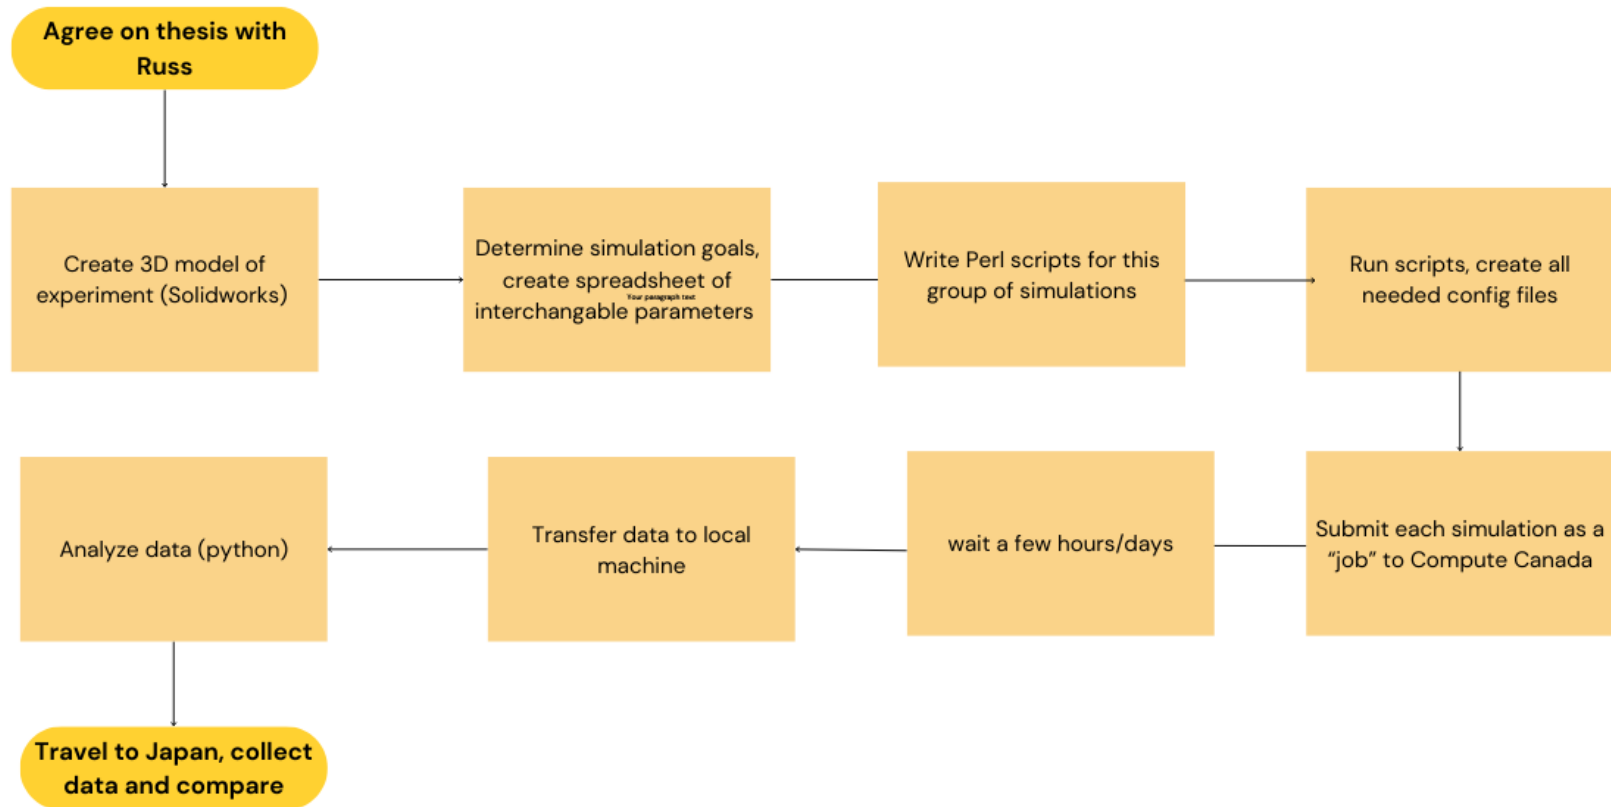 Agree on thesis with
Russ
Create 3D model of
experiment (Solidworks)
Determine simulation goals,
create spreadsheet of
Your paragraph text
interchangable parameters
Write Perl scripts for this
group of simulations
Run scripts, create all
needed config files
Submit each simulation as a
“job” to Compute Canada
wait a few hours/days
Transfer data to local
machine
Analyze data (python)
Travel to Japan, collect
data and compare